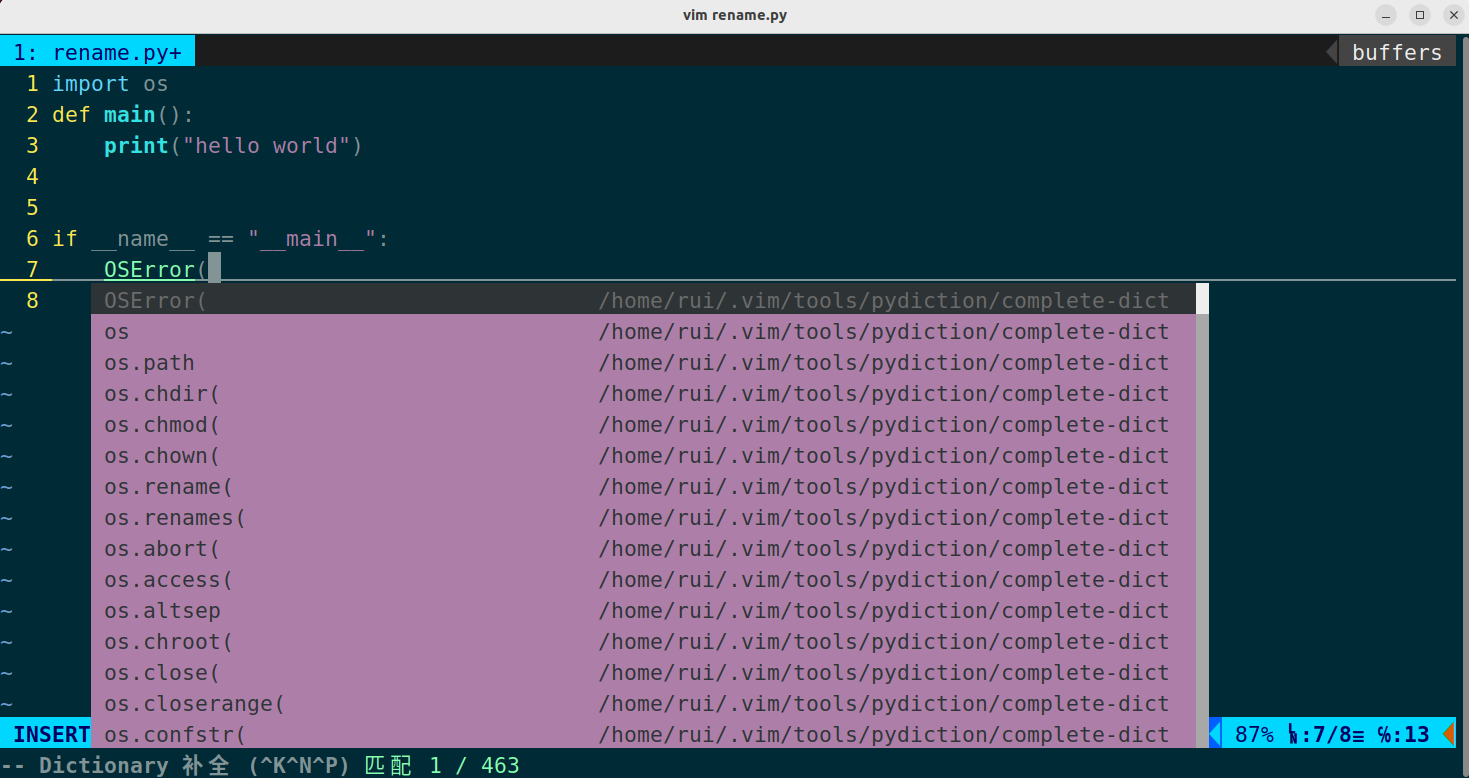 vim rename.py
1: rename.py+ buffers
1 import os
2 def main():
3     print("hello world")
4
5
6 if __name__ == "__main__":
7     OSError(
8     OSError( /home/rui/.vim/tools/pydiction/complete-dict
~ os /home/rui/.vim/tools/pydiction/complete-dict
~ os.path /home/rui/.vim/tools/pydiction/complete-dict
~ os.chdir( /home/rui/.vim/tools/pydiction/complete-dict
~ os.chmod( /home/rui/.vim/tools/pydiction/complete-dict
~ os.chown( /home/rui/.vim/tools/pydiction/complete-dict
~ os.rename( /home/rui/.vim/tools/pydiction/complete-dict
~ os.renames( /home/rui/.vim/tools/pydiction/complete-dict
~ os.abort( /home/rui/.vim/tools/pydiction/complete-dict
~ os.access( /home/rui/.vim/tools/pydiction/complete-dict
~ os.altsep /home/rui/.vim/tools/pydiction/complete-dict
~ os.chroot( /home/rui/.vim/tools/pydiction/complete-dict
~ os.close( /home/rui/.vim/tools/pydiction/complete-dict
~ os.closerange( /home/rui/.vim/tools/pydiction/complete-dict
INSERT os.confstr( /home/rui/.vim/tools/pydiction/complete-dict 87% :7/8≡ ℅:13
-- Dictionary 补全 (^K^N^P) 匹配 1 / 463